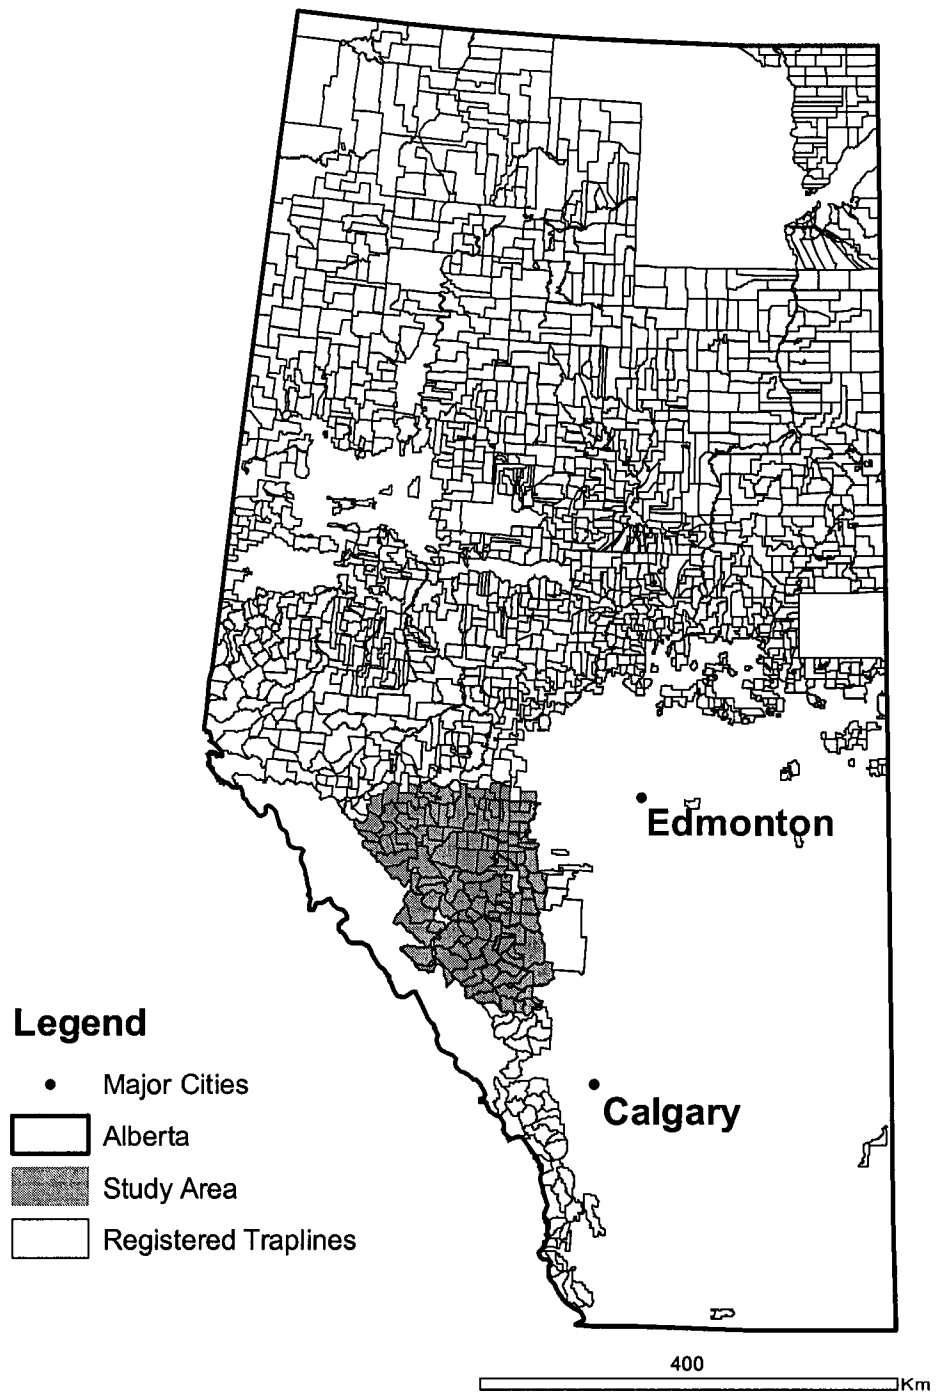 Edmonton
Legend
Major Cities
Calgary
Alberta
Study Area
Registered Traplines
400
Km